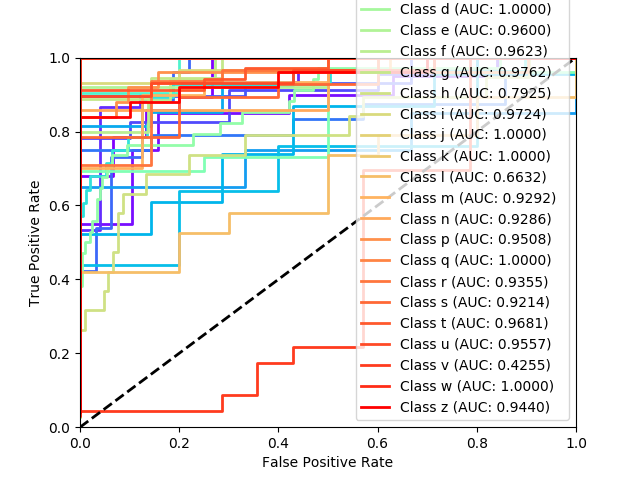 Class d (AUC: 1.0000)
Class e (AUC: 0.9600)
Class f (AUC: 0.9623)
Class g (AUC: 0.9762)
Class h (AUC: 0.7925)
Class i (AUC: 0.9724)
Class j (AUC: 1.0000)
Class k (AUC: 1.0000)
Class l (AUC: 0.6632)
Class m (AUC: 0.9292)
Class n (AUC: 0.9286)
Class p (AUC: 0.9508)
Class q (AUC: 1.0000)
Class r (AUC: 0.9355)
Class s (AUC: 0.9214)
Class t (AUC: 0.9681)
Class u (AUC: 0.9557)
Class v (AUC: 0.4255)
Class w (AUC: 1.0000)
Class z (AUC: 0.9440)
1.0
0.8
0.6
0.4
0.2
0.0
True Positive Rate
0.0 0.2 0.4 0.6 0.8 1.0
False Positive Rate